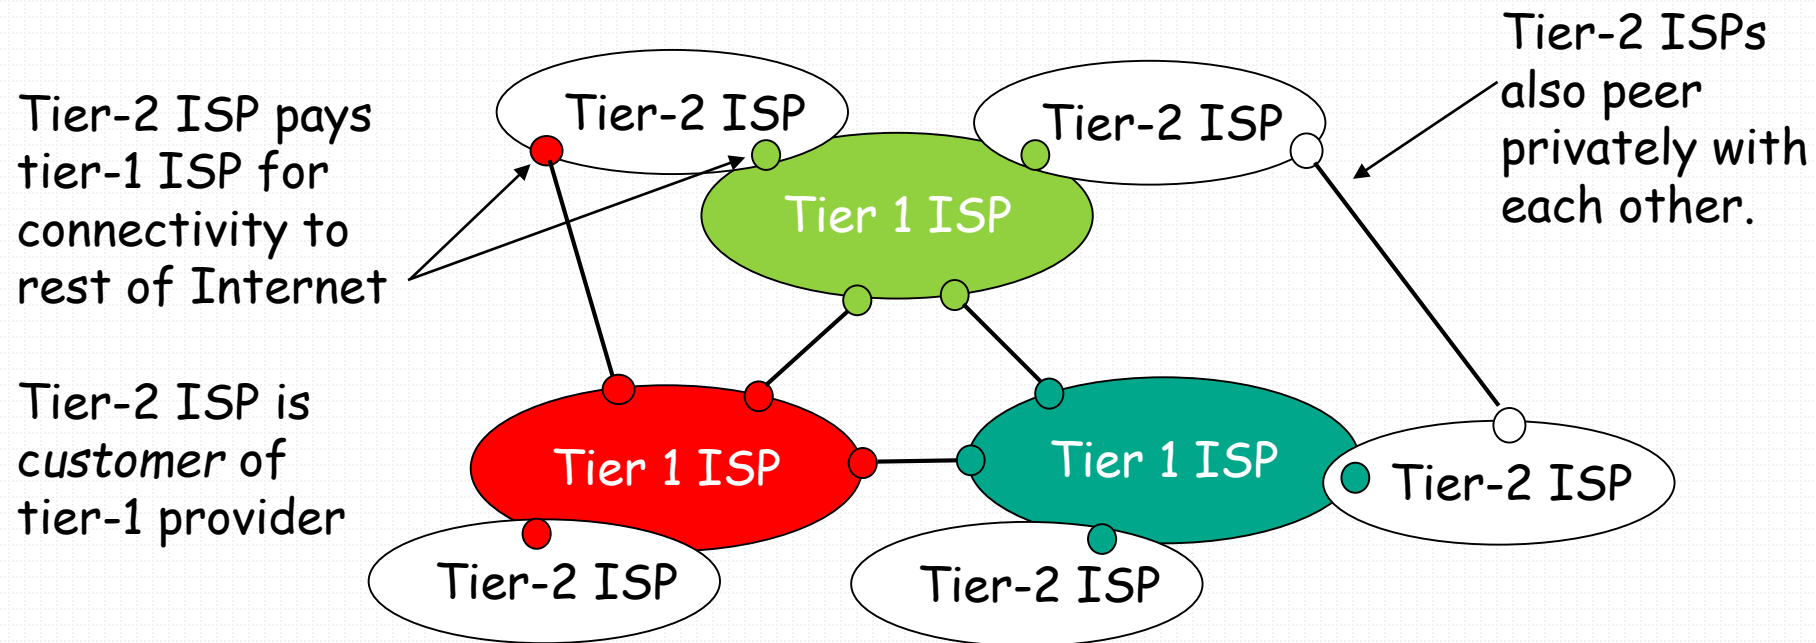 Tier-2 ISP pays
tier-1 ISP for
connectivity to
rest of Internet
Tier-2 ISP is
customer of
tier-1 provider
Tier-2 ISP
Tier-2 ISP
Tier 1 ISP
Tier 1 ISP
Tier 1 ISP
Tier-2 ISP
Tier-2 ISP
Tier-2 ISP
Tier-2 ISPs
also peer
privately with
each other.